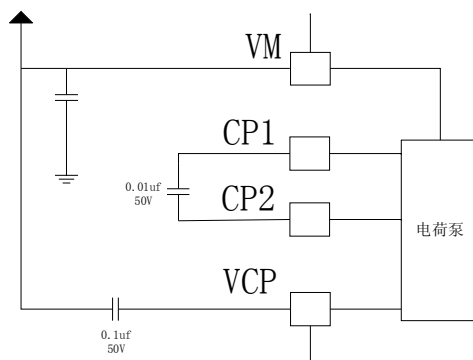 VM
CP1
0.01uf
50V
CP2
电荷泵
VCP
0.1uf
50V